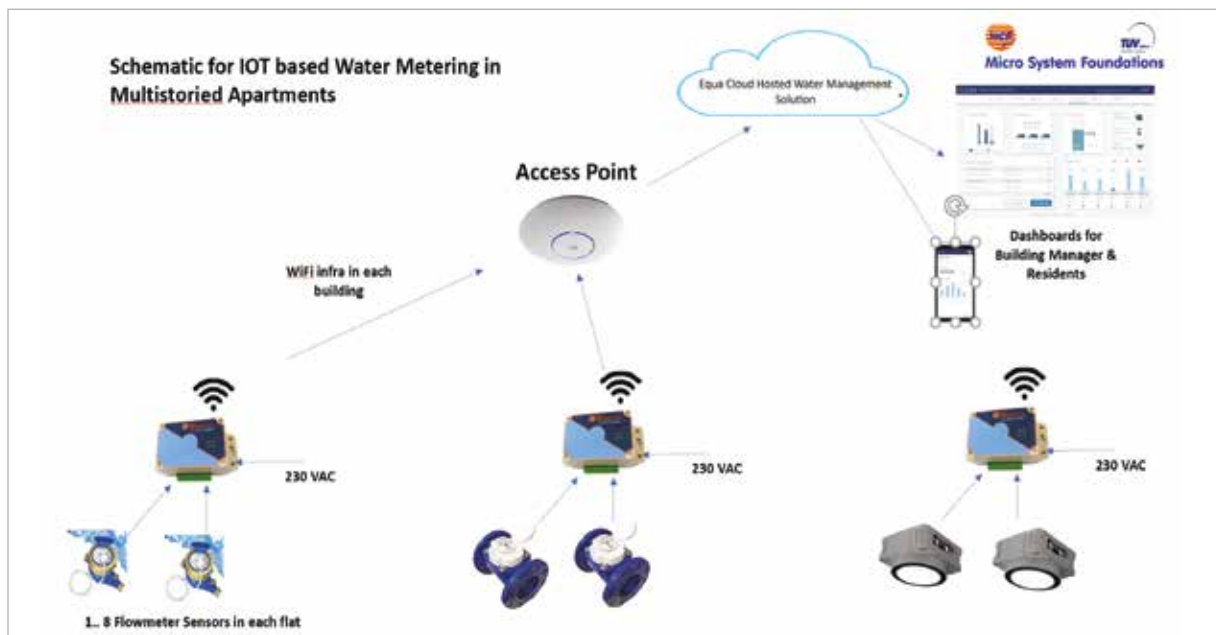 Schematic for IOT based Water Metering in
Multistoried Apartments
Equa Cloud Hosted Water Management
Solution
Micro System Foundations
Access Point
Dashboards for
Building Manager &
Residents
WiFi infra in each
building
230 VAC
230 VAC
230 VAC
1.. 8 Flowmeter Sensors in each flat